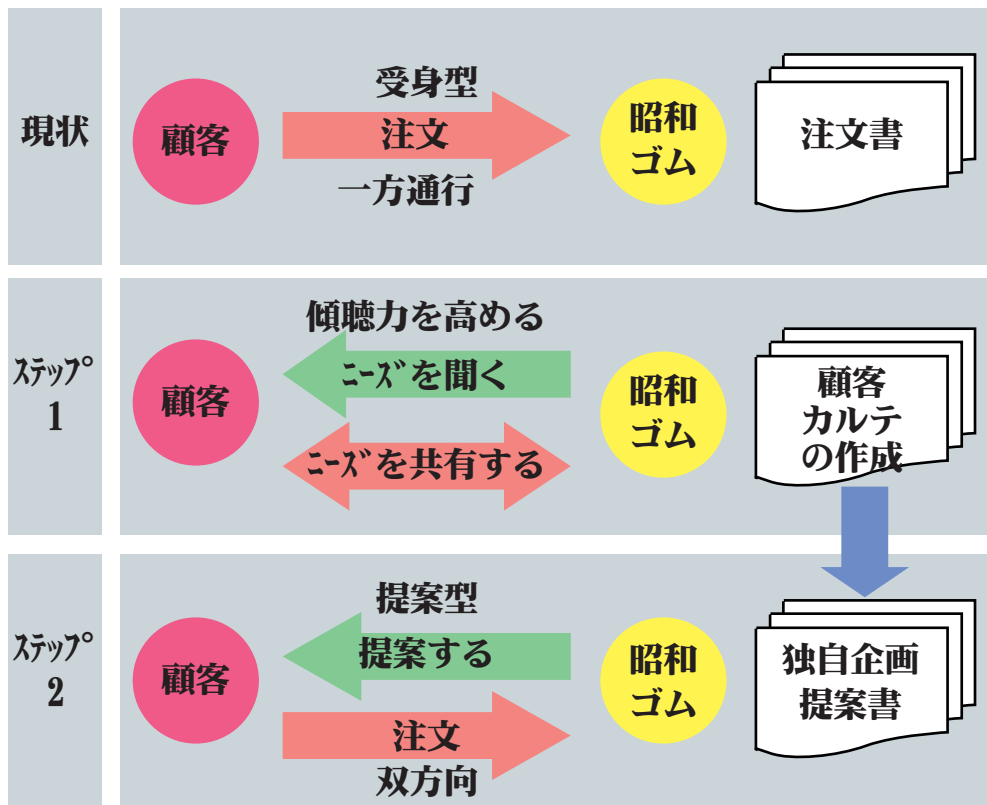 現状
顧客
受身型
注文
一方通行
昭和
ゴム
注文書
ｽﾃｯﾌﾟ
1
顧客
傾聴力を高める
ﾆｰｽﾞを聞く
ﾆｰｽﾞを共有する
昭和
ゴム
顧客
カルテ
の作成
ｽﾃｯﾌﾟ
2
顧客
提案型
提案する
注文
双方向
昭和
ゴム
独自企画
提案書